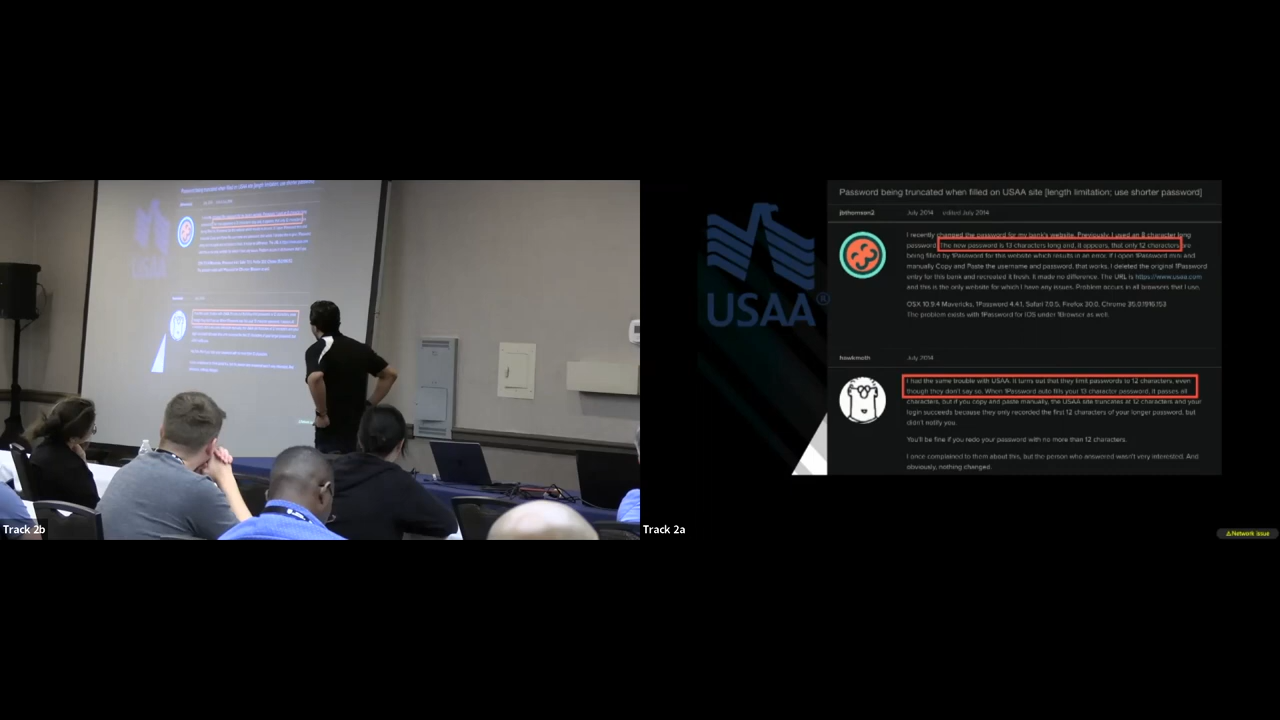 Password being truncated when filled on USAA site [length limitation; use shorter password]
jbthomson2 July 2014 edited July 2014
I recently changed the password for my bank's website. Previously, I used an 8 character long
password. The new password is 13 characters long and, it appears, that only 12 characters are
being filled by 1Password for this website which results in an error. If I open 1Password mini and
manually Copy and Paste the username and password, that works. I deleted the original 1Password
entry for this bank and recreated it fresh. It made no difference. The URL is https://www.usaa.com
and this is the only website for which I have any issues. Problem occurs in all browsers that I use.
OSX 10.9.4 Mavericks, 1Password 4.4.1, Safari 7.0.5, Firefox 30.0, Chrome 35.0.1916.153
The problem exists with 1Password for IOS under 1Browser as well.
USAA®
hawkmoth July 2014
I had the same trouble with USAA. It turns out that they limit passwords to 12 characters, even
though they don't say so. When 1Password auto fills your 13 character password, it passes all
characters, but if you copy and paste manually, the USAA site truncates at 12 characters and your
login succeeds because they only recorded the first 12 characters of your longer password, but
didn't notify you.
You'll be fine if you redo your password with no more than 12 characters.
I once complained to them about this, but the person who answered wasn't very interested. And
obviously, nothing changed.
Track 2b
Track 2a
Network Issue